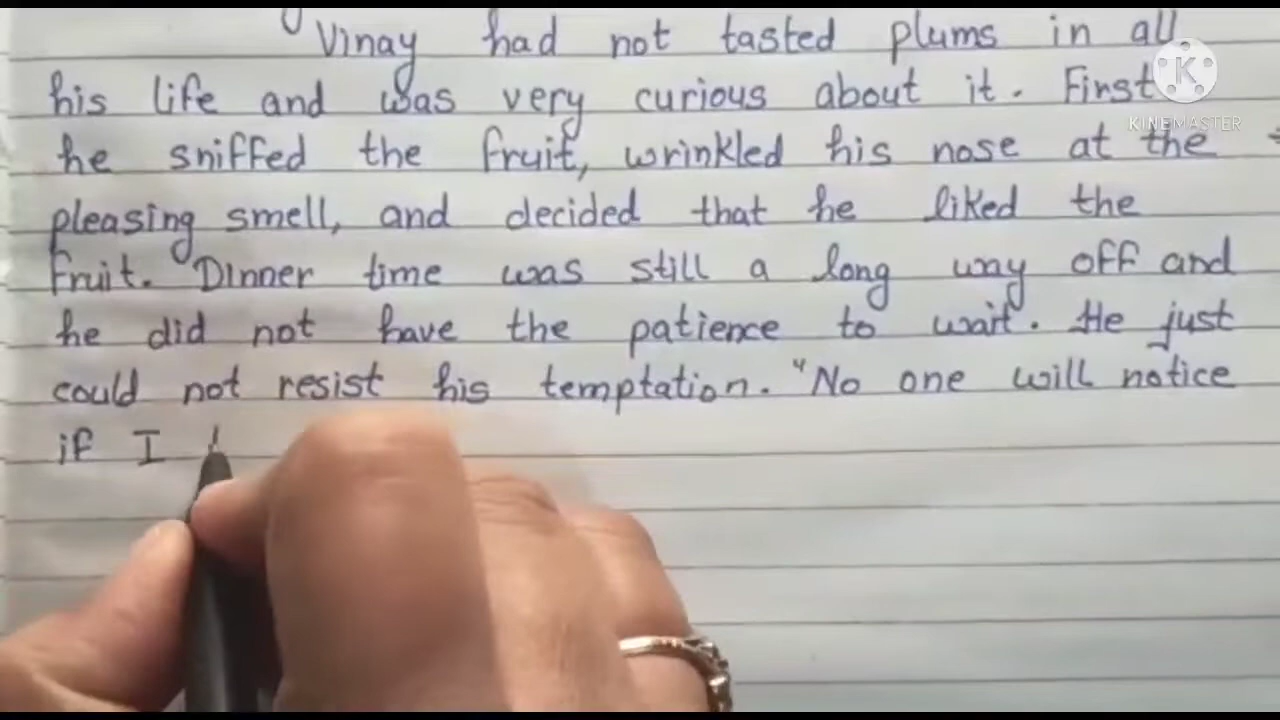 Vinay had not tasted plums in all
his life and was very curious about it. First
he sniffed the fruit, wrinkled his nose at the
pleasing smell, and decided that he liked the
fruit. Dinner time was still a long way off and
he did not have the patience to wait. He just
could not resist his temptation. "No one will notice
if I
K
KINEMASTER